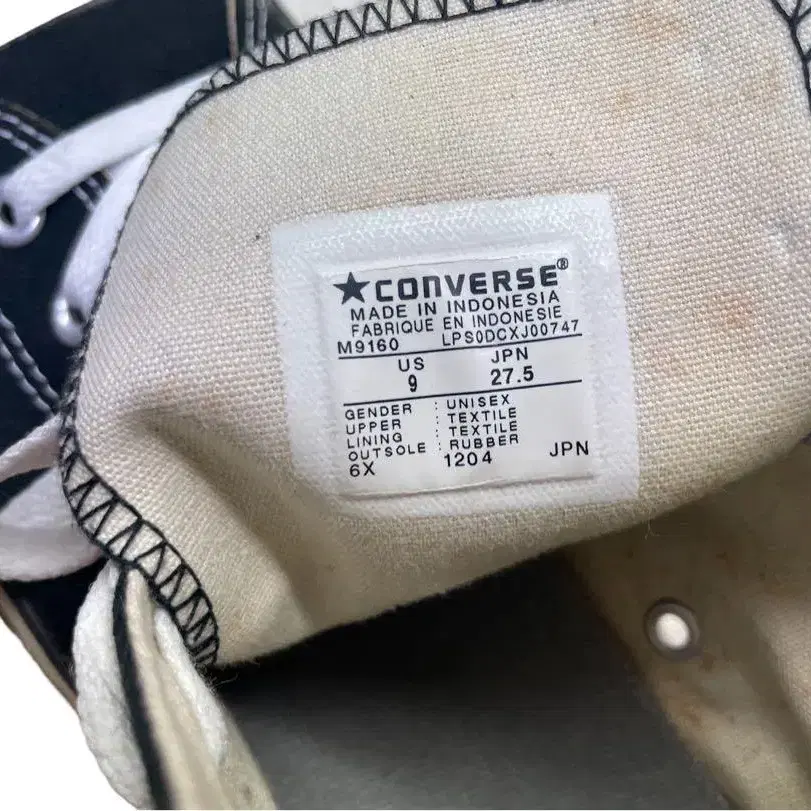 ★CONVERSE®
MADE IN INDONESIA
FABRIQUE EN INDONESIE
M9160 LPS0DCXJ00747
US JPN
9 27.5
GENDER : UNISEX
UPPER : TEXTILE
LINING : TEXTILE
OUTSOLE : RUBBER
6X 1204 JPN